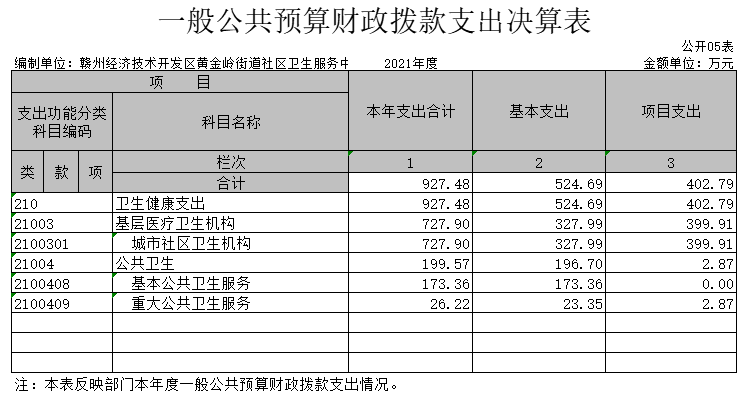 一般公共预算财政拨款支出决算表
公开05表
编制单位：赣州经济技术开发区黄金岭街道社区卫生服务中 2021年度 金额单位：万元
项 目 本年支出合计 基本支出 项目支出
支出功能分类科目编码 科目名称
类 款 项 栏次 1 2 3
合计 927.48 524.69 402.79
210 卫生健康支出 927.48 524.69 402.79
21003 基层医疗卫生机构 727.90 327.99 399.91
2100301 城市社区卫生机构 727.90 327.99 399.91
21004 公共卫生 199.57 196.70 2.87
2100408 基本公共卫生服务 173.36 173.36 0.00
2100409 重大公共卫生服务 26.22 23.35 2.87
注：本表反映部门本年度一般公共预算财政拨款支出情况。